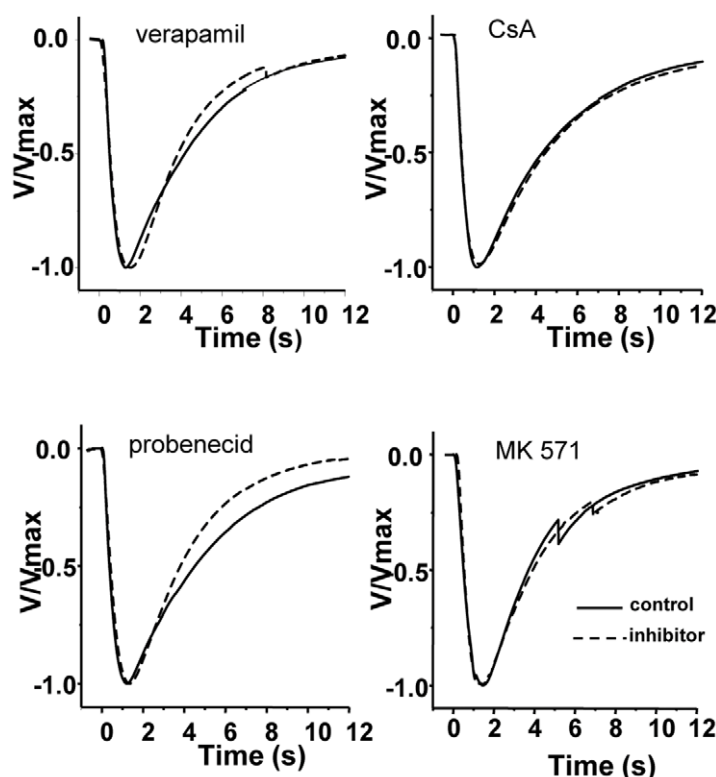 verapamil
0.0
-0.5
-1.0
V/Vmax
0 2 4 6 8 10 12
Time (s)
CsA
0.0
-0.5
-1.0
V/Vmax
0 2 4 6 8 10 12
Time (s)
probenecid
0.0
-0.5
-1.0
V/Vmax
0 2 4 6 8 10 12
Time (s)
MK 571
0.0
-0.5
-1.0
V/Vmax
control
inhibitor
0 2 4 6 8 10 12
Time (s)